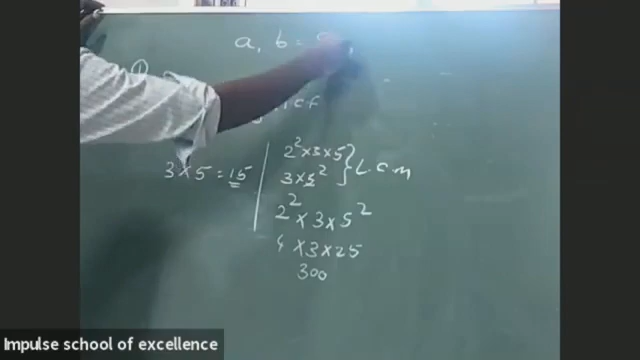 a, b =
3 × 5 = 15
2² × 3 × 5
3 × 5²
L.C.M
2² × 3 × 5²
4 × 3 × 25
300
Impulse school of excellence